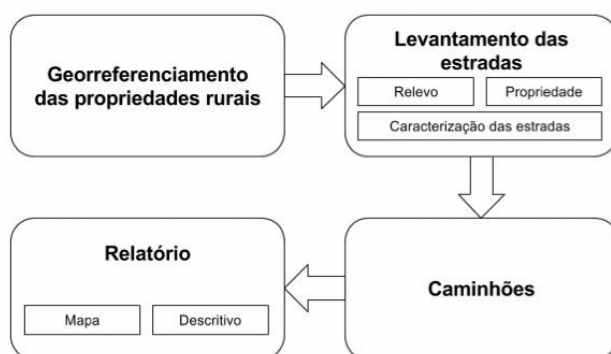 Georreferenciamento
das propriedades rurais
Levantamento das
estradas
Relevo
Propriedade
Caracterização das estradas
Relatório
Mapa
Descritivo
Caminhões